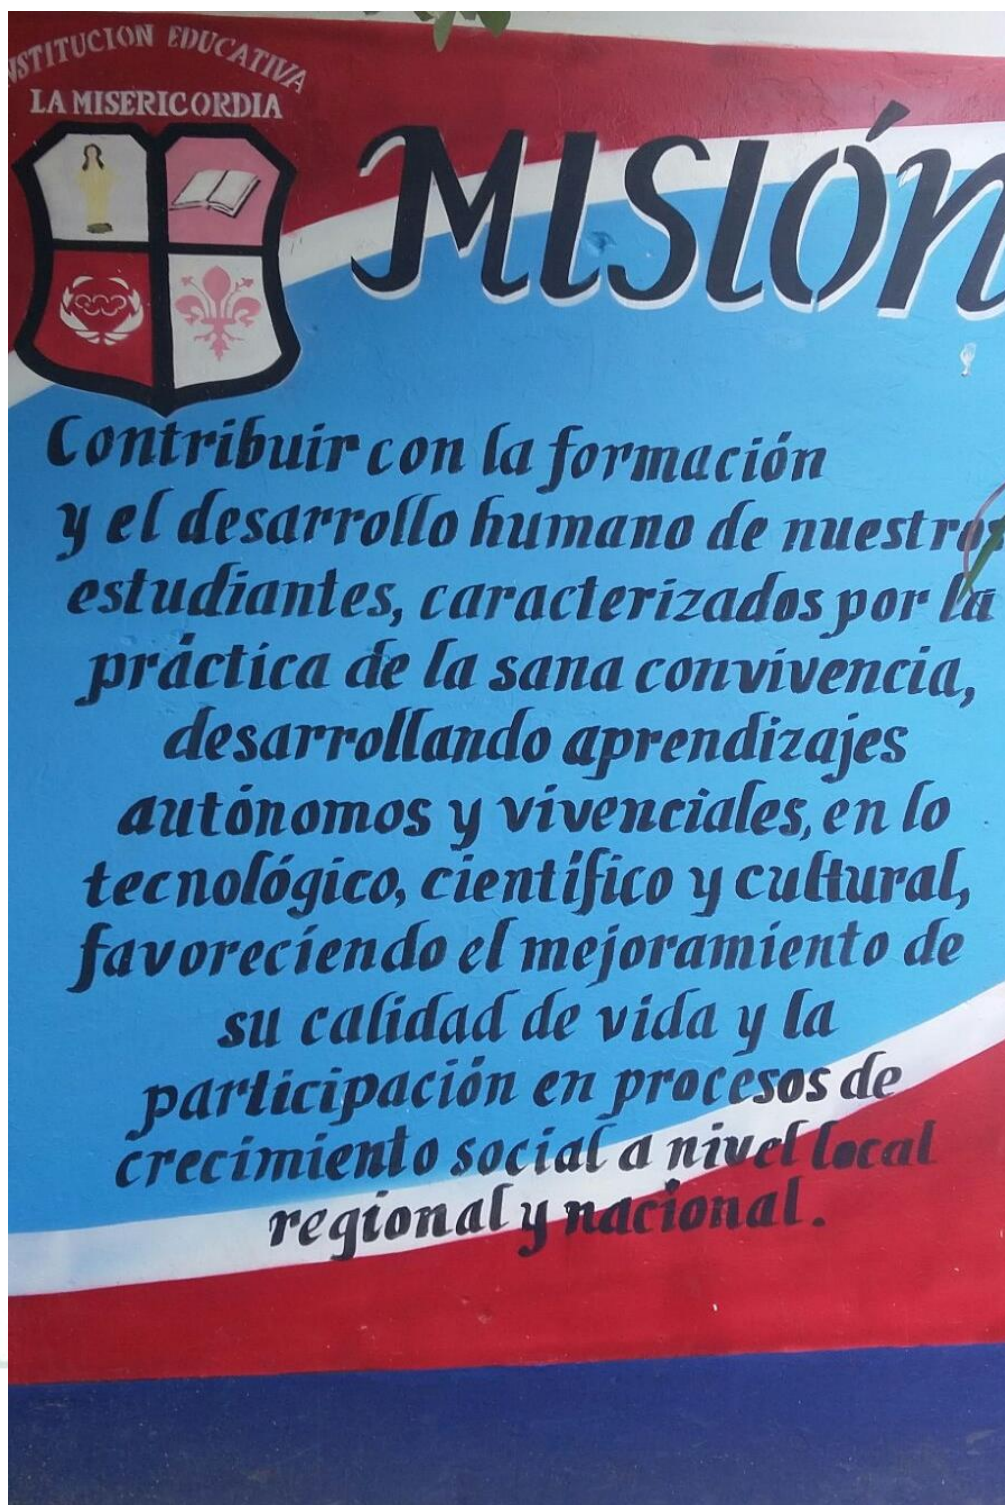 INSTITUCION EDUCATIVA
LA MISERICORDIA
MISIÓN
Contribuir con la formación
y el desarrollo humano de nuestros
estudiantes, caracterizados por la
práctica de la sana convivencia,
desarrollando aprendizajes
autónomos y vivenciales, en lo
tecnológico, científico y cultural,
favoreciendo el mejoramiento de
su calidad de vida y la
participación en procesos de
crecimiento social a nivel local
regional y nacional.